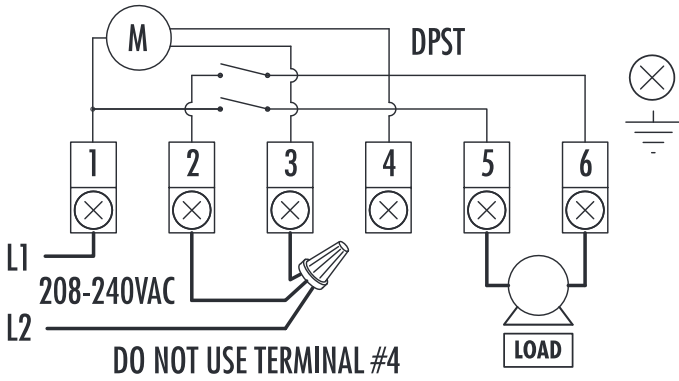 M
DPST
1 2 3 4 5 6
L1
208-240VAC
L2
LOAD
DO NOT USE TERMINAL #4